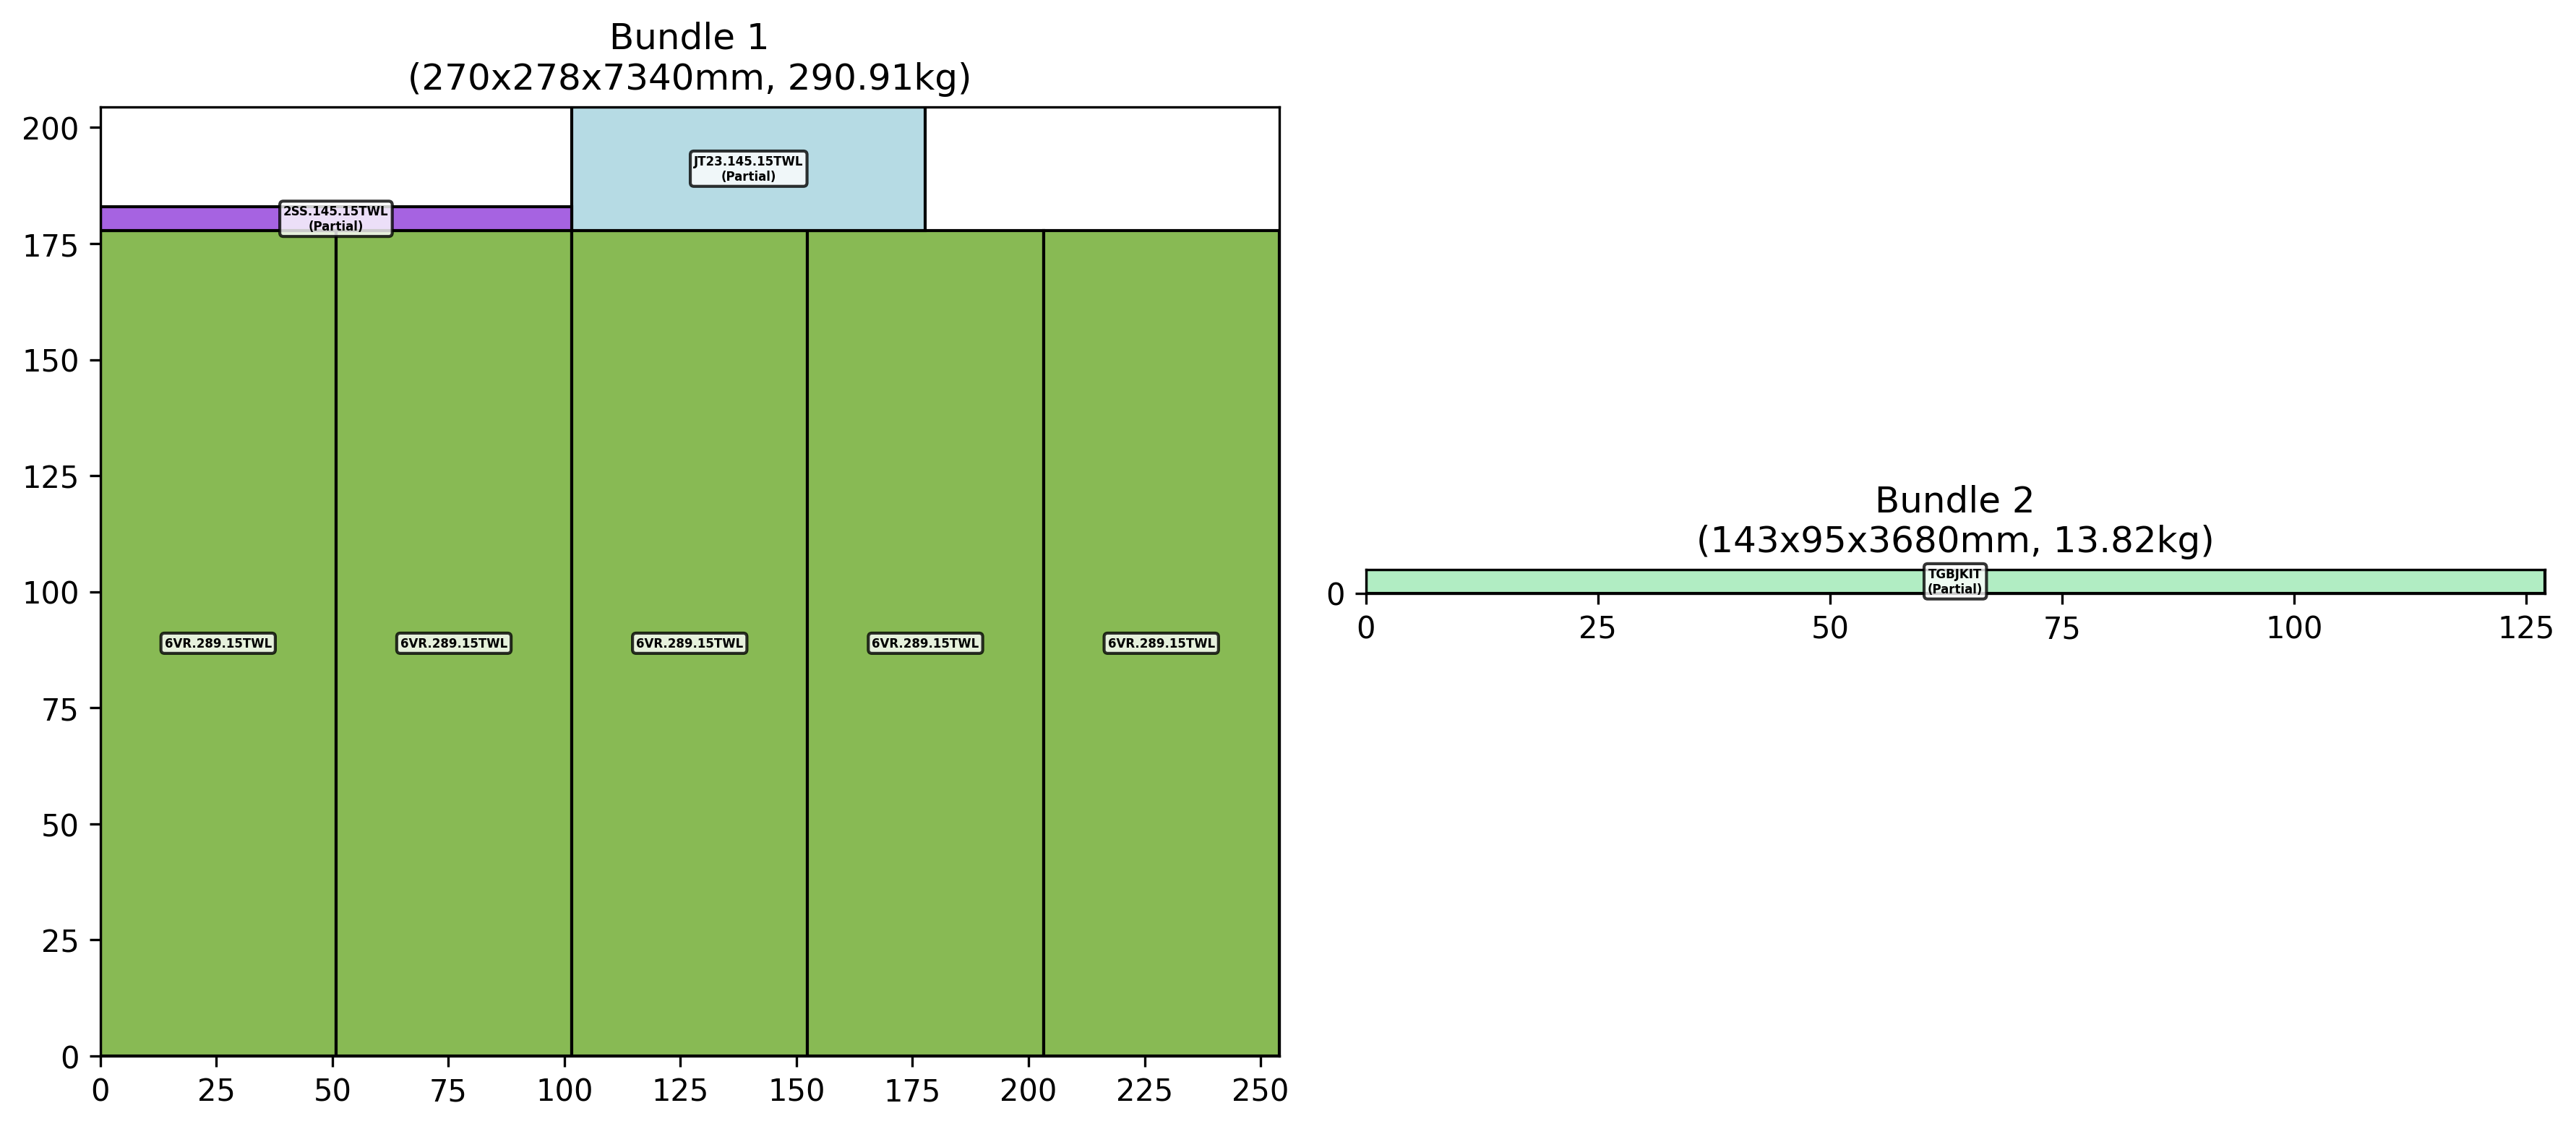 Bundle 1
(270x278x7340mm, 290.91kg)
200
175
150
125
100
75
50
25
0
JT23.145.15TWL
(Partial)
2SS.145.15TWL
(Partial)
6VR.289.15TWL
6VR.289.15TWL
6VR.289.15TWL
6VR.289.15TWL
6VR.289.15TWL
0 25 50 75 100 125 150 175 200 225 250
Bundle 2
(143x95x3680mm, 13.82kg)
TGBJKIT
(Partial)
0
0 25 50 75 100 125